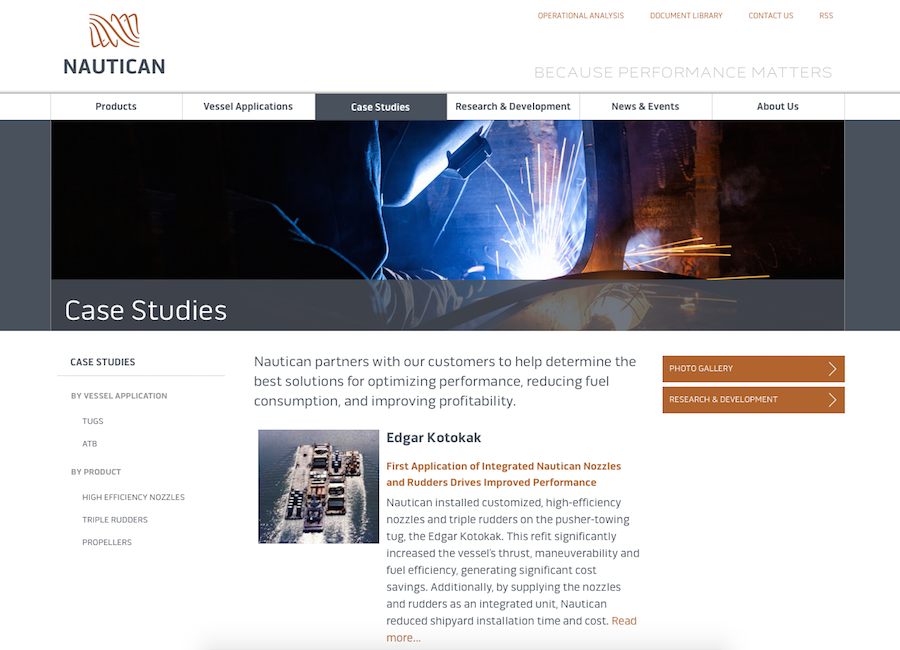 OPERATIONAL ANALYSIS DOCUMENT LIBRARY CONTACT US RSS
NAUTICAN
BECAUSE PERFORMANCE MATTERS
Products Vessel Applications Case Studies Research & Development News & Events About Us
Case Studies
CASE STUDIES
BY VESSEL APPLICATION
TUGS
ATB
BY PRODUCT
HIGH EFFICIENCY NOZZLES
TRIPLE RUDDERS
PROPELLERS
Nautican partners with our customers to help determine the
best solutions for optimizing performance, reducing fuel
consumption, and improving profitability.
Edgar Kotokak
First Application of Integrated Nautican Nozzles
and Rudders Drives Improved Performance
Nautican installed customized, high-efficiency
nozzles and triple rudders on the pusher-towing
tug, the Edgar Kotokak. This refit significantly
increased the vessel's thrust, maneuverability and
fuel efficiency, generating significant cost
savings. Additionally, by supplying the nozzles
and rudders as an integrated unit, Nautican
reduced shipyard installation time and cost. Read
more...
PHOTO GALLERY
RESEARCH & DEVELOPMENT